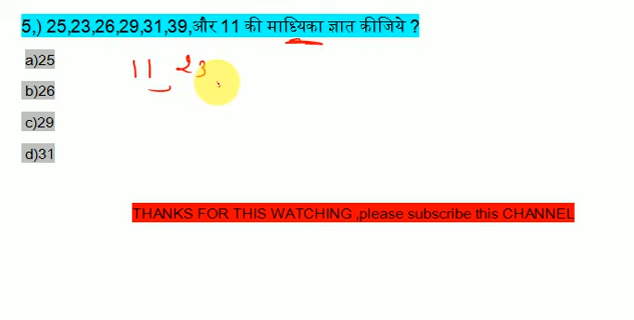 5,) 25,23,26,29,31,39,और 11 की माध्यिका ज्ञात कीजिये ?
a)25
11 23
b)26
c)29
d)31
THANKS FOR THIS WATCHING ,please subscribe this CHANNEL